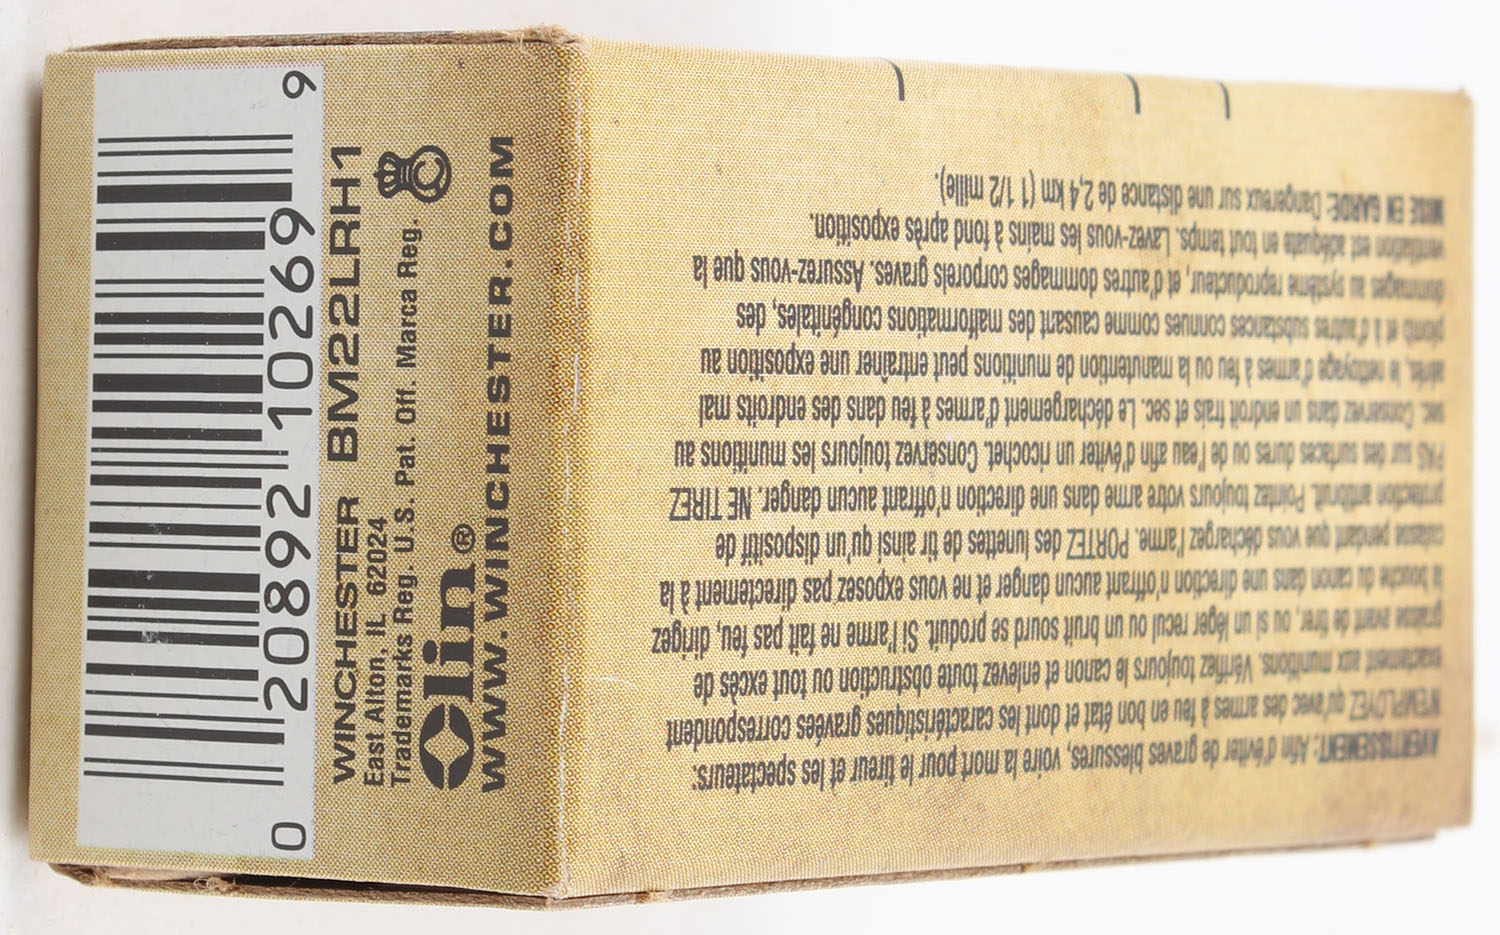 0 20892 10269 9
WINCHESTER BM22LRH1
East Alton, IL 62024
Trademarks Reg. U.S. Pat. Off. Marca Reg.
Olin®
WWW.WINCHESTER.COM
AVERTISSEMENT: Afin d'éviter de graves blessures, voire la mort pour le tireur et les spectateurs:
N'EMPLOYEZ qu'avec des armes à feu en bon état et dont les caractéristiques gravées correspondent
exactement aux munitions. Vérifiez toujours le canon et enlevez toute obstruction ou tout excès de
graisse avant de tirer, ou si un léger recul ou un bruit sourd se produit. Si l'arme ne fait pas feu, dirigez
la bouche du canon dans une direction n'offrant aucun danger et ne vous exposez pas directement à la
culasse pendant que vous déchargez l'arme. PORTEZ des lunettes de tir ainsi qu'un dispositif de
protection antibruit. Pointez toujours votre arme dans une direction n'offrant aucun danger. NE TIREZ
PAS sur des surfaces dures ou de l'eau afin d'éviter un ricochet. Conservez toujours les munitions au
sec. Conservez dans un endroit frais et sec. Le déchargement d'armes à feu dans des endroits mal
aérés, le nettoyage d'armes à feu ou la manutention de munitions peut entraîner une exposition au
plomb et à d'autres substances connues comme causant des malformations congénitales, des
dommages au système reproducteur, et d'autres dommages corporels graves. Assurez-vous que la
ventilation est adéquate en tout temps. Lavez-vous les mains à fond après exposition.
MISE EN GARDE: Dangereux sur une distance de 2,4 km (1 1/2 mille).